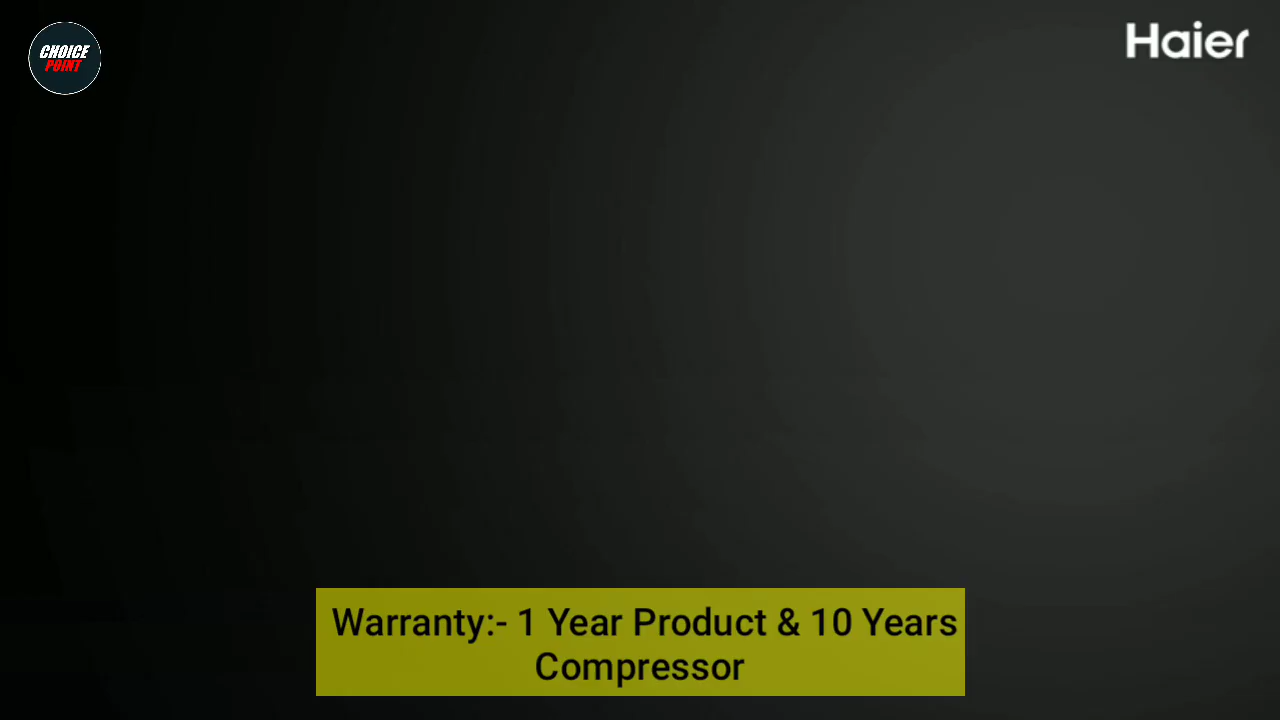 CHOICE
POINT
Haier
Warranty:- 1 Year Product & 10 Years
Compressor